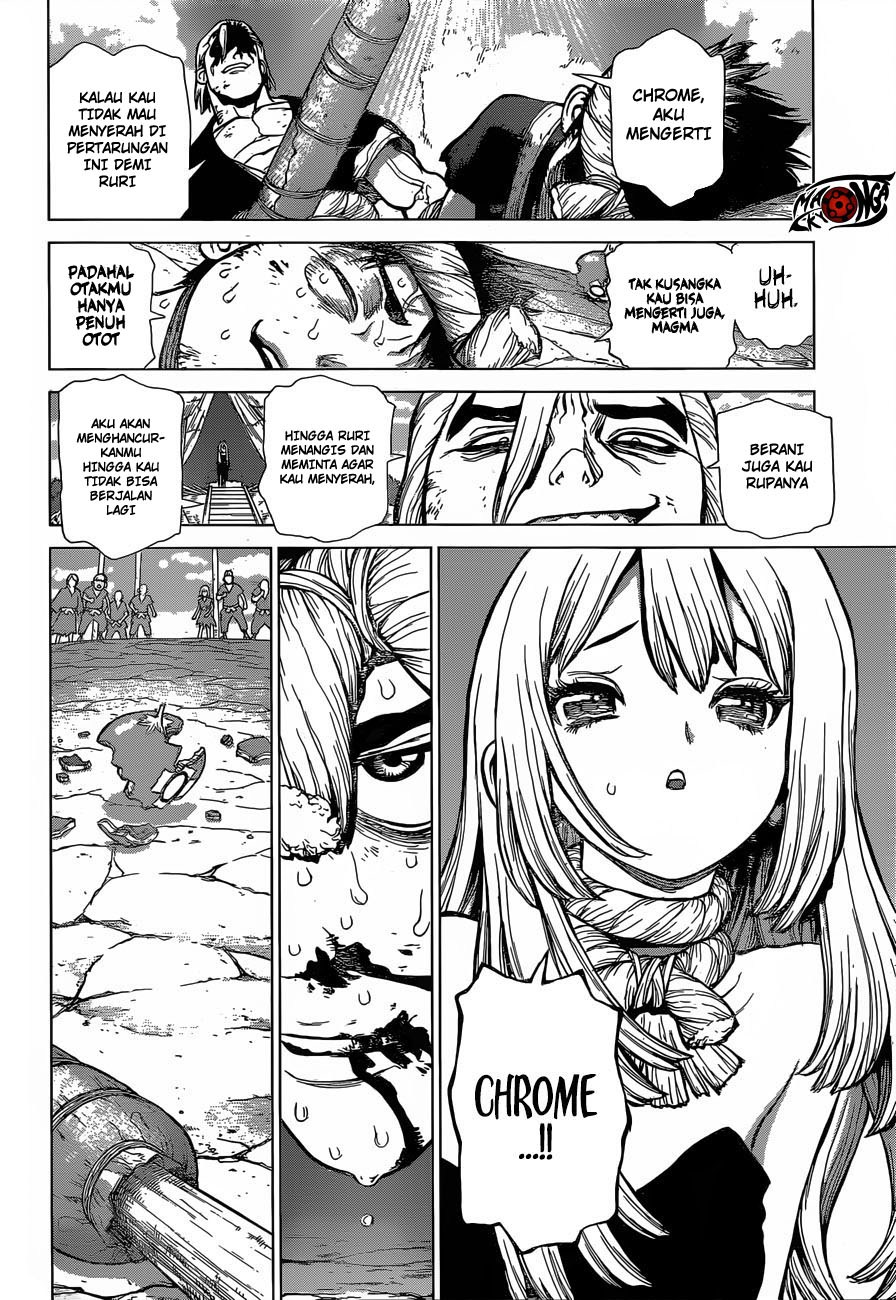 CHROME,
AKU
MENGERTI
KALAU KAU
TIDAK MAU
MENYERAH DI
PERTARUNGAN
INI DEMI
RURI
MANGA
SKY
UH-
HUH.
TAK KUSANGKA
KAU BISA
MENGERTI JUGA,
MAGMA
PADAHAL
OTAKMU
HANYA
PENUH
OTOT
BERANI
JUGA KAU
RUPANYA
HINGGA RURI
MENANGIS DAN
MEMINTA AGAR
KAU MENYERAH,
AKU AKAN
MENGHANCUR-
KANMU
HINGGA KAU
TIDAK BISA
BERJALAN
LAGI
CHROME
...!!